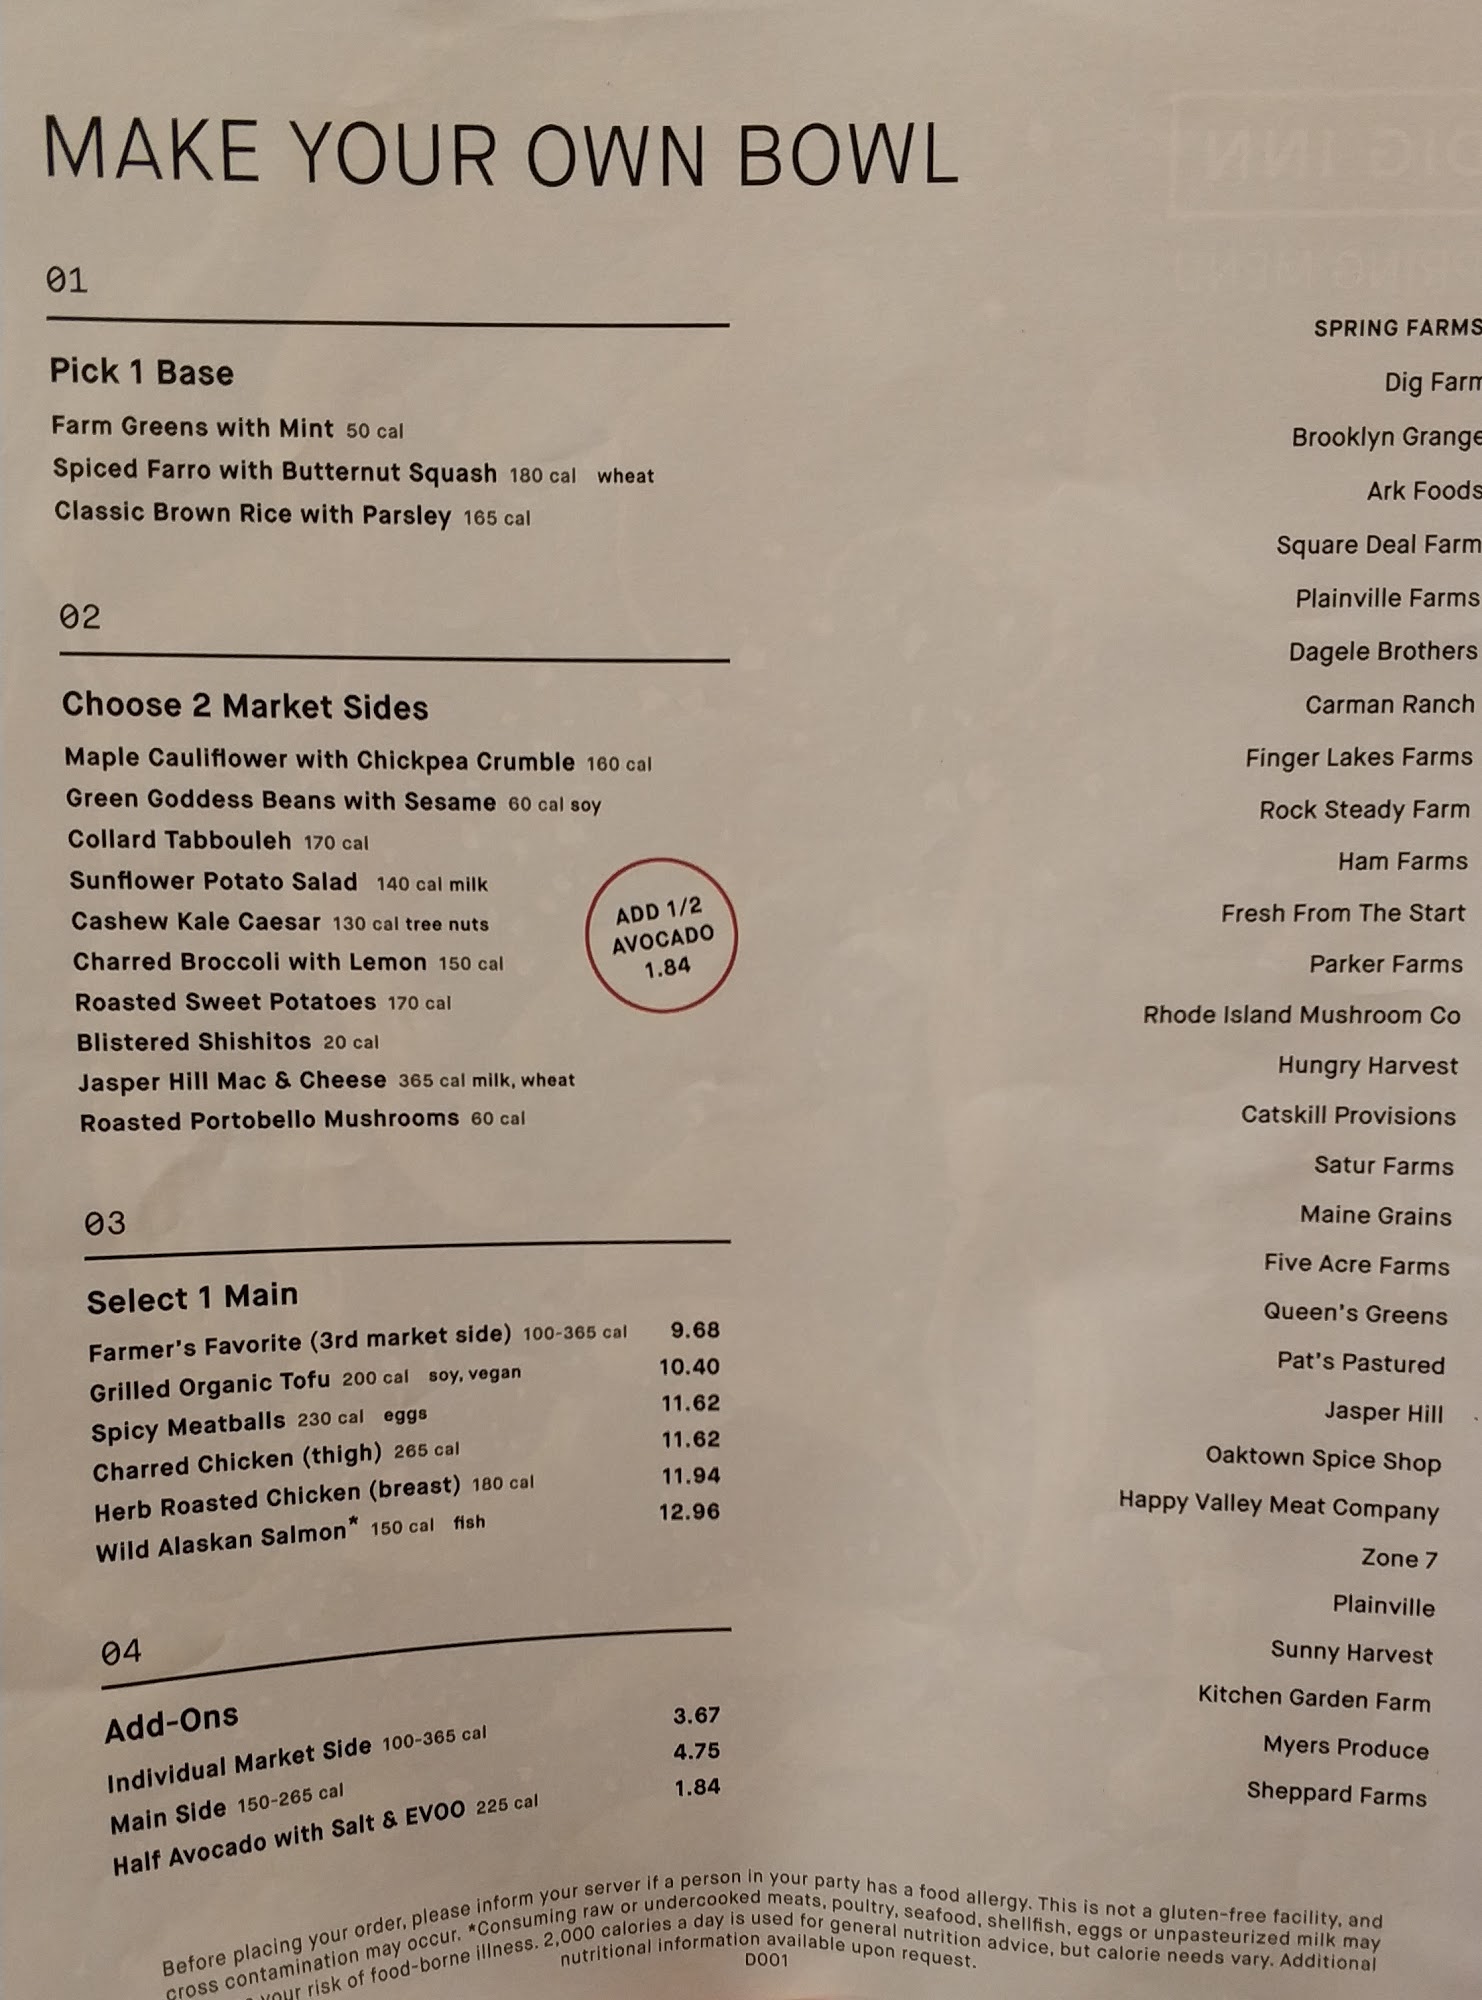 MAKE YOUR OWN BOWL
01
Pick 1 Base
Farm Greens with Mint 50 cal
Spiced Farro with Butternut Squash 180 cal wheat
Classic Brown Rice with Parsley 165 cal
02
Choose 2 Market Sides
Maple Cauliflower with Chickpea Crumble 160 cal
Green Goddess Beans with Sesame 60 cal soy
Collard Tabbouleh 170 cal
Sunflower Potato Salad 140 cal milk
Cashew Kale Caesar 130 cal tree nuts
Charred Broccoli with Lemon 150 cal
Roasted Sweet Potatoes 170 cal
Blistered Shishitos 20 cal
Jasper Hill Mac & Cheese 365 cal milk, wheat
Roasted Portobello Mushrooms 60 cal
ADD 1/2
AVOCADO
1.84
03
Select 1 Main
Farmer's Favorite (3rd market side) 100-365 cal 9.68
Grilled Organic Tofu 200 cal soy, vegan 10.40
Spicy Meatballs 230 cal eggs 11.62
Charred Chicken (thigh) 265 cal 11.62
Herb Roasted Chicken (breast) 180 cal 11.94
Wild Alaskan Salmon* 150 cal fish 12.96
04
Add-Ons
Individual Market Side 100-365 cal 3.67
Main Side 150-265 cal 4.75
Half Avocado with Salt & EVOO 225 cal 1.84
SPRING FARMS
Dig Farm
Brooklyn Grange
Ark Foods
Square Deal Farm
Plainville Farms
Dagele Brothers
Carman Ranch
Finger Lakes Farms
Rock Steady Farm
Ham Farms
Fresh From The Start
Parker Farms
Rhode Island Mushroom Co
Hungry Harvest
Catskill Provisions
Satur Farms
Maine Grains
Five Acre Farms
Queen's Greens
Pat's Pastured
Jasper Hill
Oaktown Spice Shop
Happy Valley Meat Company
Zone 7
Plainville
Sunny Harvest
Kitchen Garden Farm
Myers Produce
Sheppard Farms
Before placing your order, please inform your server if a person in your party has a food allergy. This is not a gluten-free facility, and
cross contamination may occur. *Consuming raw or undercooked meats, poultry, seafood, shellfish, eggs or unpasteurized milk may
your risk of food-borne illness. 2,000 calories a day is used for general nutrition advice, but calorie needs vary. Additional
nutritional information available upon request.
D001